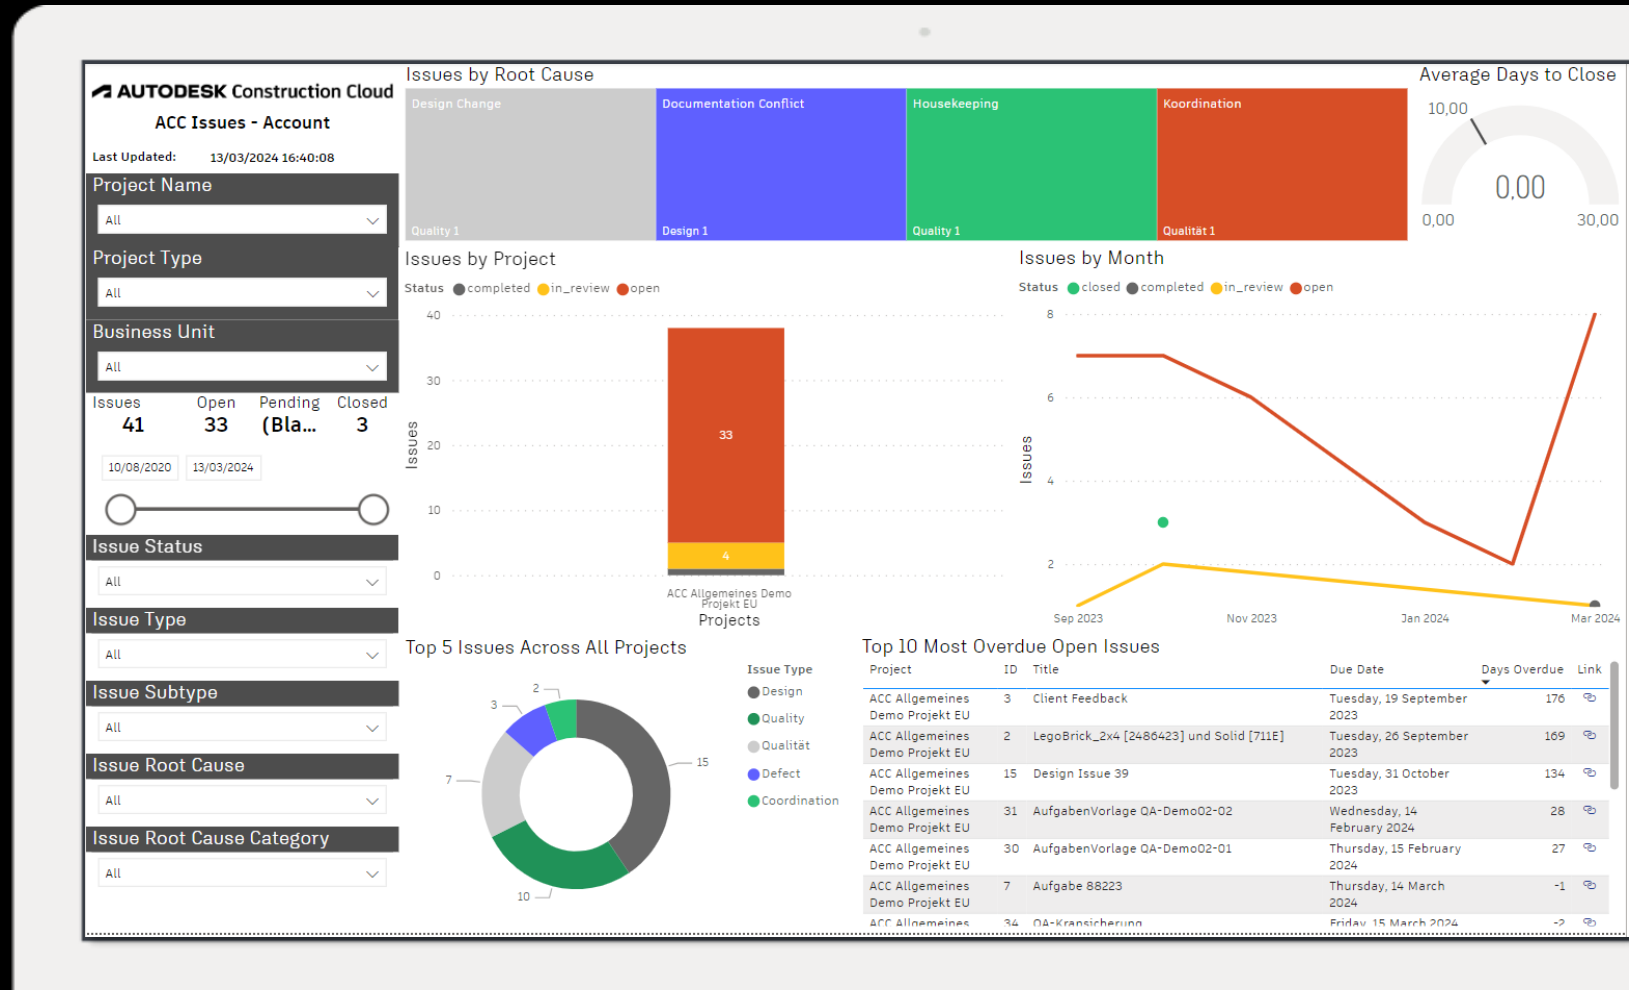 AUTODESK Construction Cloud
ACC Issues - Account
Last Updated: 13/03/2024 16:40:08
Project Name
All
Project Type
All
Business Unit
All
Issues Open Pending Closed
41 33 (Bla... 3
10/08/2020 13/03/2024
Issue Status
All
Issue Type
All
Issue Subtype
All
Issue Root Cause
All
Issue Root Cause Category
All
Issues by Root Cause
Design Change
Quality 1
Documentation Conflict
Design 1
Housekeeping
Quality 1
Koordination
Qualität 1
Average Days to Close
10,00
0,00
0,00 30,00
Issues by Project
Status completed in_review open
40
30
20
10
0
Issues
33
4
ACC Allgemeines Demo
Projekt EU
Projects
Issues by Month
Status closed completed in_review open
8
6
4
2
Issues
Sep 2023 Nov 2023 Jan 2024 Mar 2024
Top 5 Issues Across All Projects
2
3
7
15
10
Issue Type
Design
Quality
Qualität
Defect
Coordination
Top 10 Most Overdue Open Issues
Project ID Title Due Date Days Overdue Link
ACC Allgemeines 3 Client Feedback Tuesday, 19 September 176
Demo Projekt EU 2023
ACC Allgemeines 2 LegoBrick_2x4 [2486423] und Solid [711E] Tuesday, 26 September 169
Demo Projekt EU 2023
ACC Allgemeines 15 Design Issue 39 Tuesday, 31 October 134
Demo Projekt EU 2023
ACC Allgemeines 31 AufgabenVorlage QA-Demo02-02 Wednesday, 14 28
Demo Projekt EU February 2024
ACC Allgemeines 30 AufgabenVorlage QA-Demo02-01 Thursday, 15 February 27
Demo Projekt EU 2024
ACC Allgemeines 7 Aufgabe 88223 Thursday, 14 March -1
Demo Projekt EU 2024
ACC Allgemeines 34 QA-Kransicherung Friday, 15 March 2024 -2